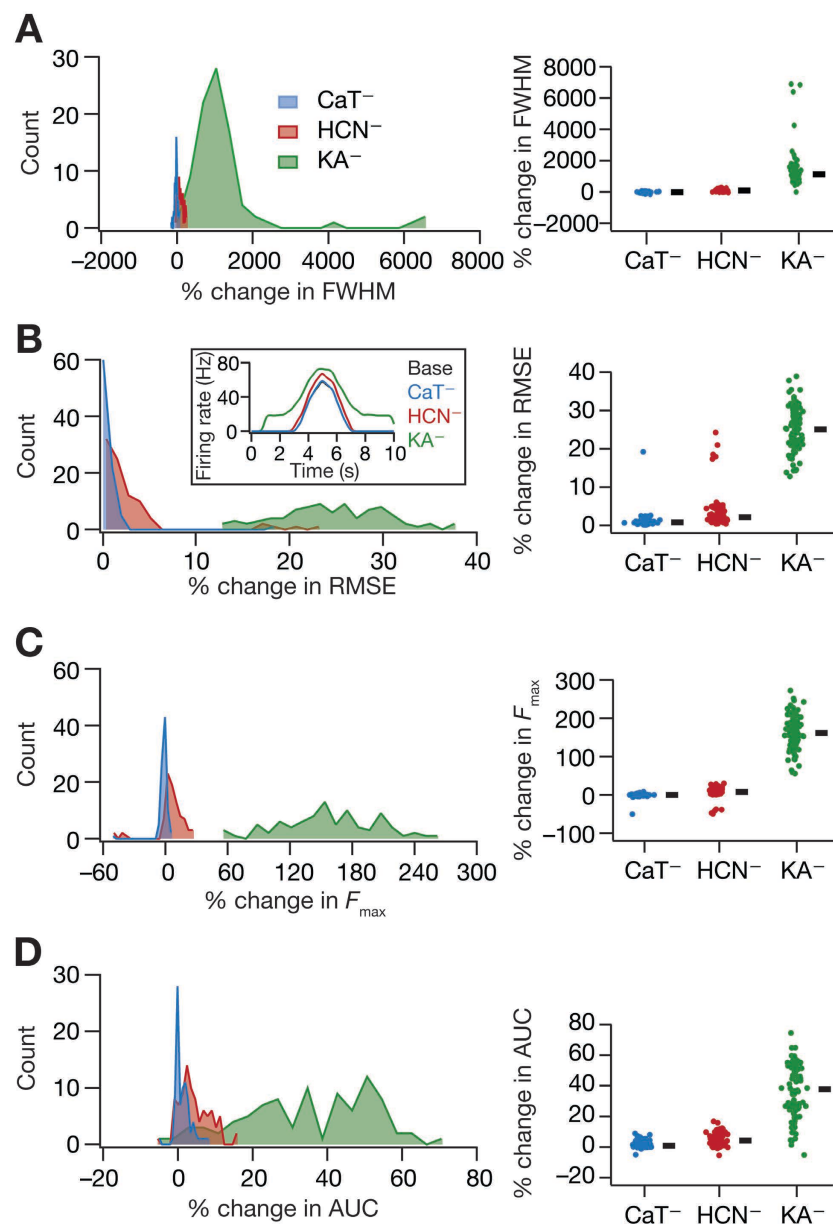 A
30
20
10
0
Count
CaT⁻
HCN⁻
KA⁻
−2000 0 2000 4000 6000 8000
% change in FWHM
8000
6000
4000
2000
0
−2000
% change in FWHM
CaT⁻ HCN⁻ KA⁻
B
60
40
20
0
Count
80
40
0
Firing rate (Hz)
0 2 4 6 8 10
Time (s)
Base
CaT⁻
HCN⁻
KA⁻
0 10 20 30 40
% change in RMSE
40
30
20
10
0
% change in RMSE
CaT⁻ HCN⁻ KA⁻
C
60
40
20
0
Count
−60 0 60 120 180 240 300
% change in Fmax
300
200
100
0
−100
% change in Fmax
CaT⁻ HCN⁻ KA⁻
D
30
20
10
0
Count
−20 0 20 40 60 80
% change in AUC
80
60
40
20
0
−20
% change in AUC
CaT⁻ HCN⁻ KA⁻